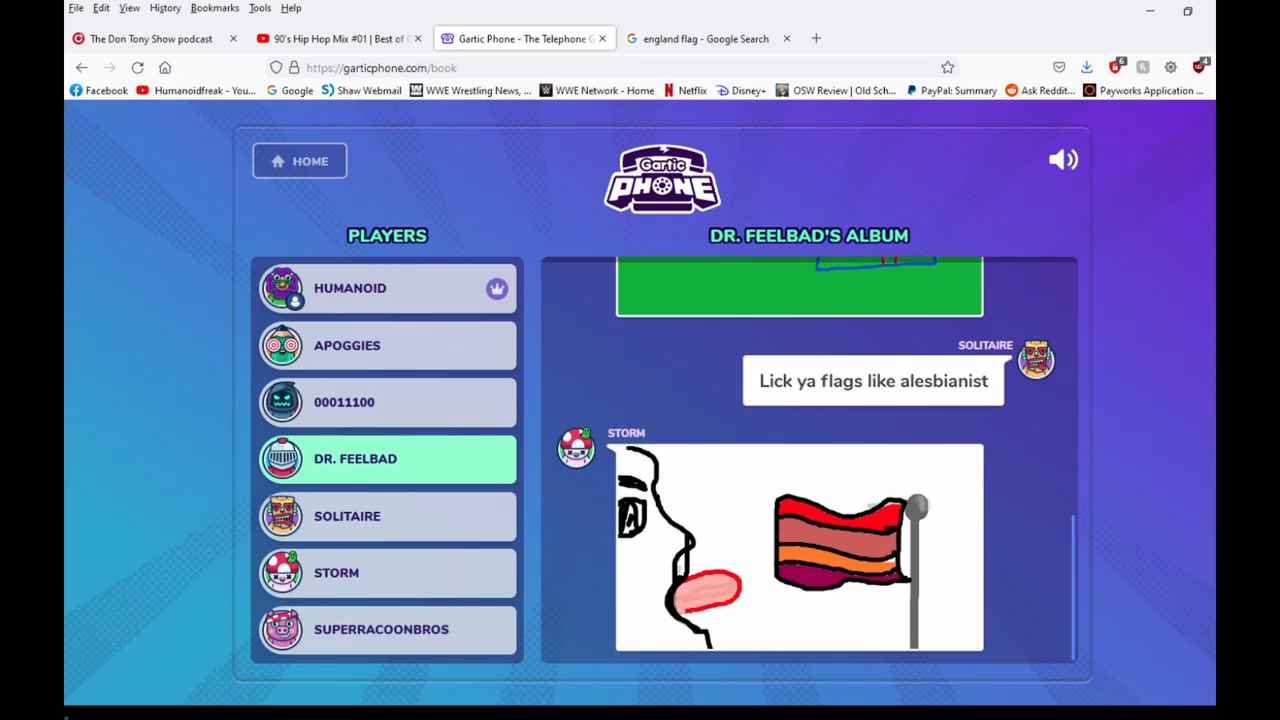 File Edit View History Bookmarks Tools Help
The Don Tony Show podcast
90's Hip Hop Mix #01 | Best of
Gartic Phone - The Telephone G
england flag - Google Search
https://garticphone.com/book
6
4
Facebook
Humanoidfreak - You...
Google
Shaw Webmail
WWE Wrestling News, ...
WWE Network - Home
Netflix
Disney+
OSW Review | Old Sch...
PayPal: Summary
Ask Reddit...
Payworks Application ...
HOME
Gartic
PHONE
PLAYERS
DR. FEELBAD'S ALBUM
HUMANOID
APOGGIES
00011100
DR. FEELBAD
SOLITAIRE
STORM
SUPERRACOONBROS
SOLITAIRE
Lick ya flags like alesbianist
STORM